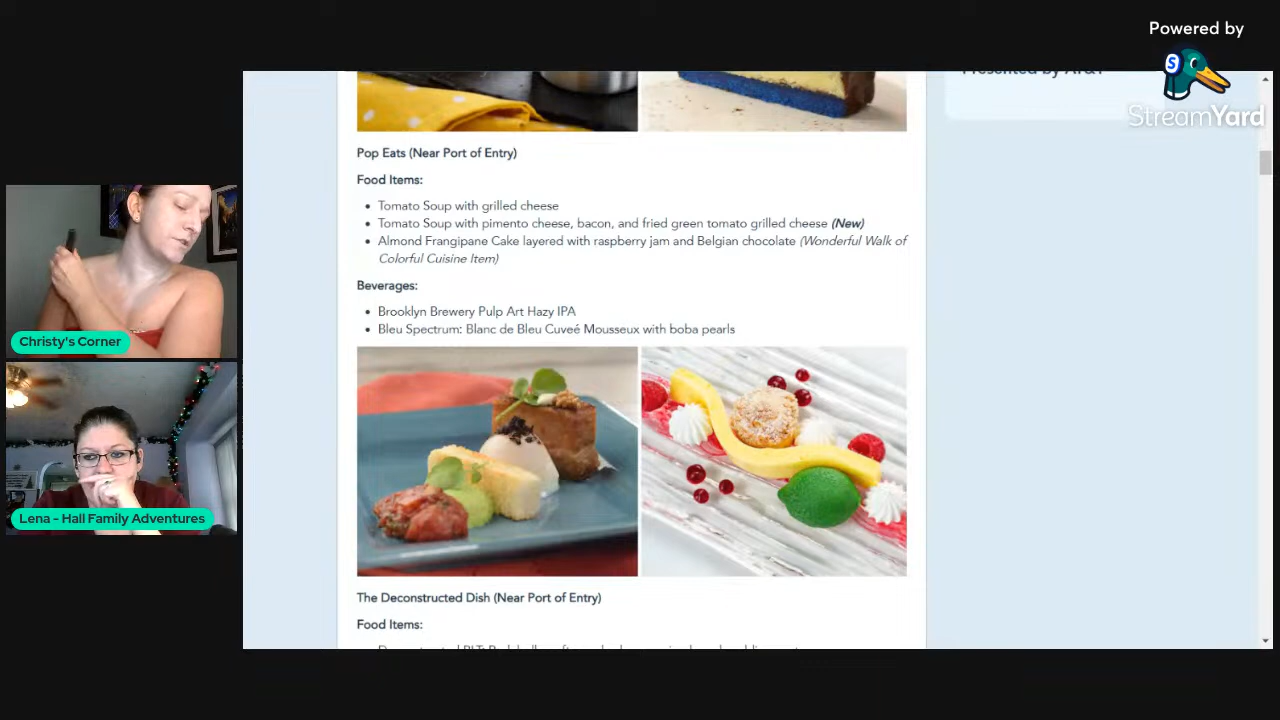 Powered by
StreamYard
Pop Eats (Near Port of Entry)
Food Items:
• Tomato Soup with grilled cheese
• Tomato Soup with pimento cheese, bacon, and fried green tomato grilled cheese (New)
• Almond Frangipane Cake layered with raspberry jam and Belgian chocolate (Wonderful Walk of
Colorful Cuisine Item)
Beverages:
• Brooklyn Brewery Pulp Art Hazy IPA
• Bleu Spectrum: Blanc de Bleu Cuveé Mousseux with boba pearls
The Deconstructed Dish (Near Port of Entry)
Food Items:
Christy's Corner
Lena - Hall Family Adventures